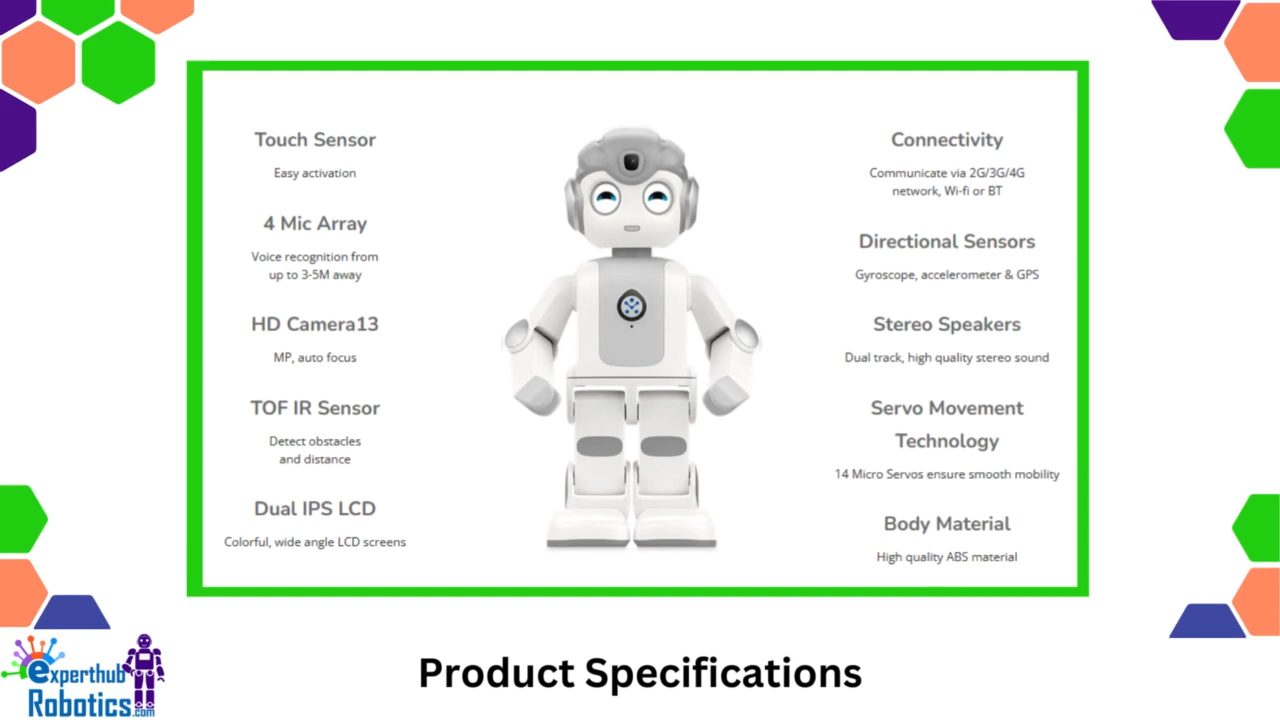 Touch Sensor
Easy activation
4 Mic Array
Voice recognition from
up to 3-5M away
HD Camera13
MP, auto focus
TOF IR Sensor
Detect obstacles
and distance
Dual IPS LCD
Colorful, wide angle LCD screens
Connectivity
Communicate via 2G/3G/4G
network, Wi-fi or BT
Directional Sensors
Gyroscope, accelerometer & GPS
Stereo Speakers
Dual track, high quality stereo sound
Servo Movement
Technology
14 Micro Servos ensure smooth mobility
Body Material
High quality ABS material
experthub
Robotics.com
Product Specifications